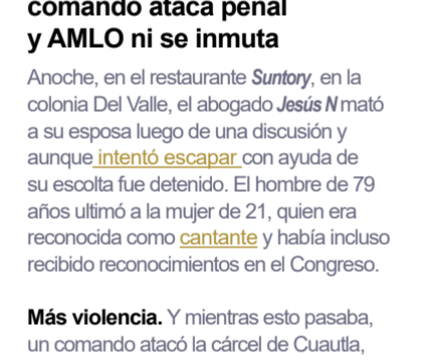 comando ataca penal
y AMLO ni se inmuta
Anoche, en el restaurante Suntory, en la
colonia Del Valle, el abogado Jesús N mató
a su esposa luego de una discusión y
aunque intentó escapar con ayuda de
su escolta fue detenido. El hombre de 79
años ultimó a la mujer de 21, quien era
reconocida como cantante y había incluso
recibido reconocimientos en el Congreso.
Más violencia. Y mientras esto pasaba,
un comando atacó la cárcel de Cuautla,